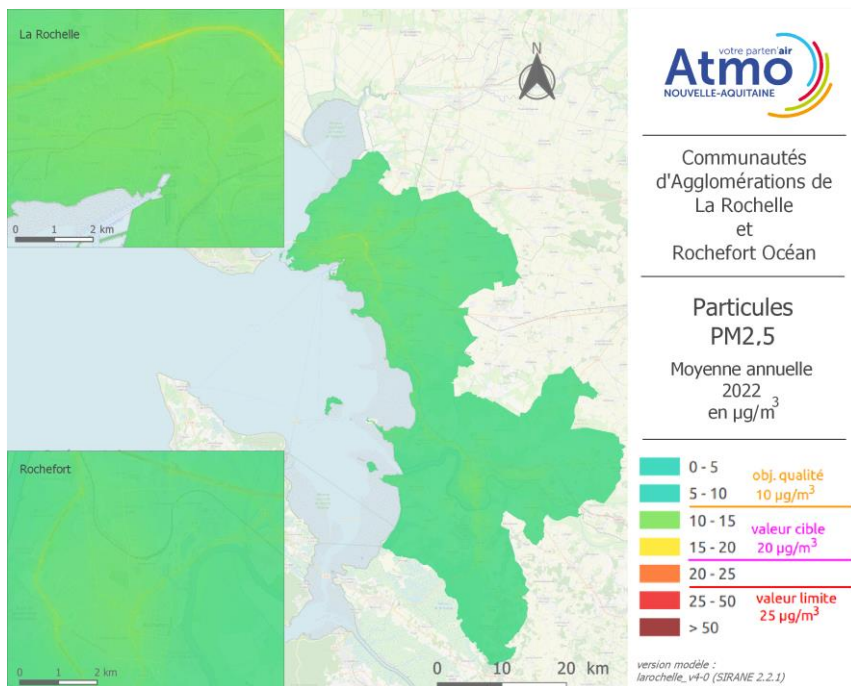 La Rochelle
0 1 2 km
Rochefort
0 1 2 km
N
0 10 20 km
votre parten'air
Atmo
NOUVELLE-AQUITAINE
Communautés
d'Agglomérations de
La Rochelle
et
Rochefort Océan
Particules
PM2,5
Moyenne annuelle
2022
en µg/m³
0 - 5
5 - 10
10 - 15
15 - 20
20 - 25
25 - 50
> 50
obj. qualité
10 µg/m³
valeur cible
20 µg/m³
valeur limite
25 µg/m³
version modèle :
larochelle_v4-0 (SIRANE 2.2.1)